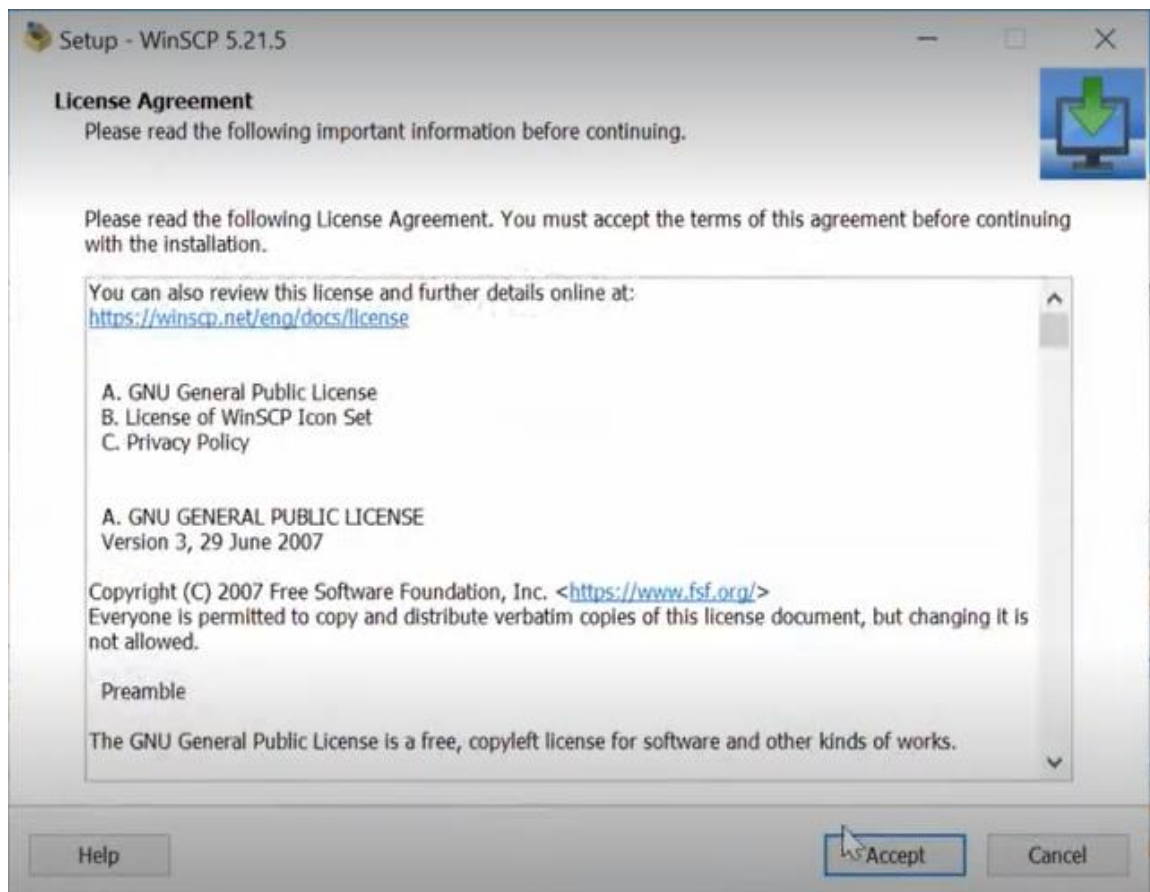 Setup - WinSCP 5.21.5
License Agreement
Please read the following important information before continuing.
Please read the following License Agreement. You must accept the terms of this agreement before continuing
with the installation.
You can also review this license and further details online at:
https://winscp.net/eng/docs/license
A. GNU General Public License
B. License of WinSCP Icon Set
C. Privacy Policy
A. GNU GENERAL PUBLIC LICENSE
Version 3, 29 June 2007
Copyright (C) 2007 Free Software Foundation, Inc. <https://www.fsf.org/>
Everyone is permitted to copy and distribute verbatim copies of this license document, but changing it is
not allowed.
Preamble
The GNU General Public License is a free, copyleft license for software and other kinds of works.
Help
Accept
Cancel